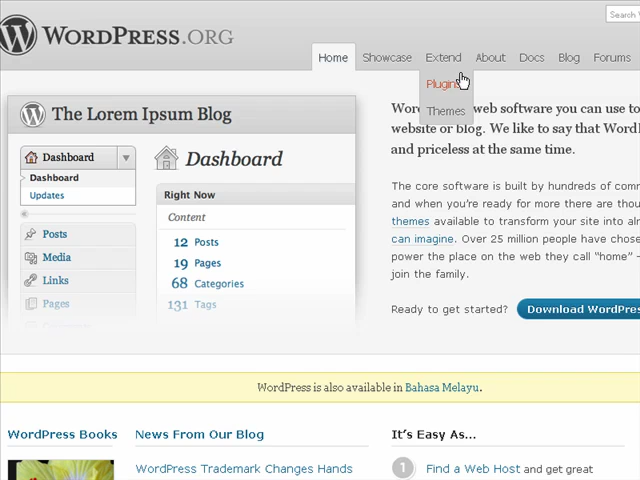 WORDPRESS.ORG
Search
Home Showcase Extend About Docs Blog Forums
Plugins
Themes
The Lorem Ipsum Blog
Dashboard
Dashboard
Updates
Posts
Media
Links
Pages
Dashboard
Right Now
Content
12 Posts
19 Pages
68 Categories
131 Tags
web software you can use to
website or blog. We like to say that
and priceless at the same time.
The core software is built by hundreds of
and when you're ready for more there are
themes available to transform your site into
can imagine. Over 25 million people have
power the place on the web they call "home" –
join the family.
Ready to get started? Download
WordPress is also available in Bahasa Melayu.
WordPress Books
News From Our Blog
WordPress Trademark Changes Hands
It's Easy As...
1 Find a Web Host and get great